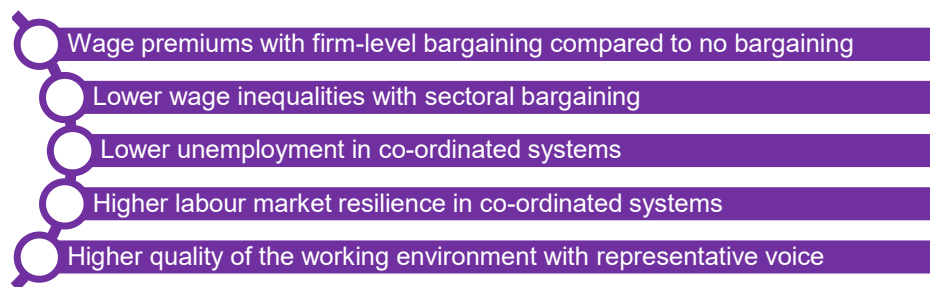 Wage premiums with firm-level bargaining compared to no bargaining
Lower wage inequalities with sectoral bargaining
Lower unemployment in co-ordinated systems
Higher labour market resilience in co-ordinated systems
Higher quality of the working environment with representative voice